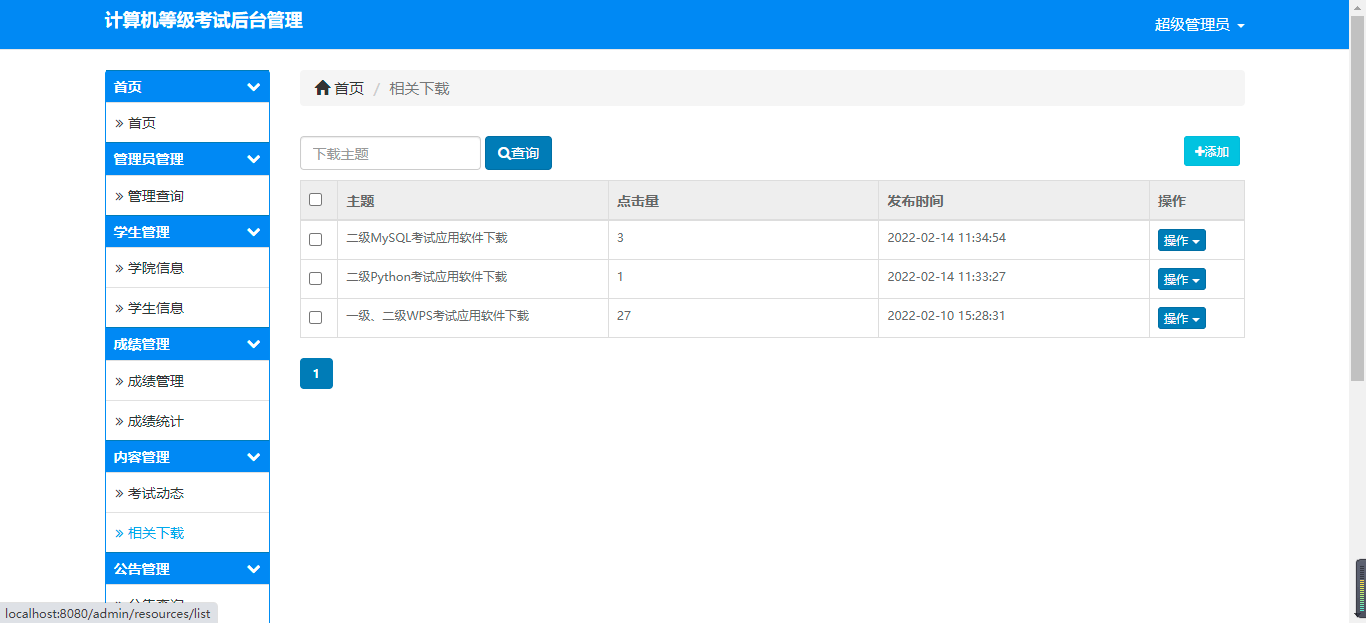 计算机等级考试后台管理
超级管理员
首页
» 首页
管理员管理
» 管理查询
学生管理
» 学院信息
» 学生信息
成绩管理
» 成绩管理
» 成绩统计
内容管理
» 考试动态
» 相关下载
公告管理
首页 / 相关下载
下载主题 查询 添加
主题 点击量 发布时间 操作
二级MySQL考试应用软件下载 3 2022-02-14 11:34:54 操作
二级Python考试应用软件下载 1 2022-02-14 11:33:27 操作
一级、二级WPS考试应用软件下载 27 2022-02-10 15:28:31 操作
1
localhost:8080/admin/resources/list